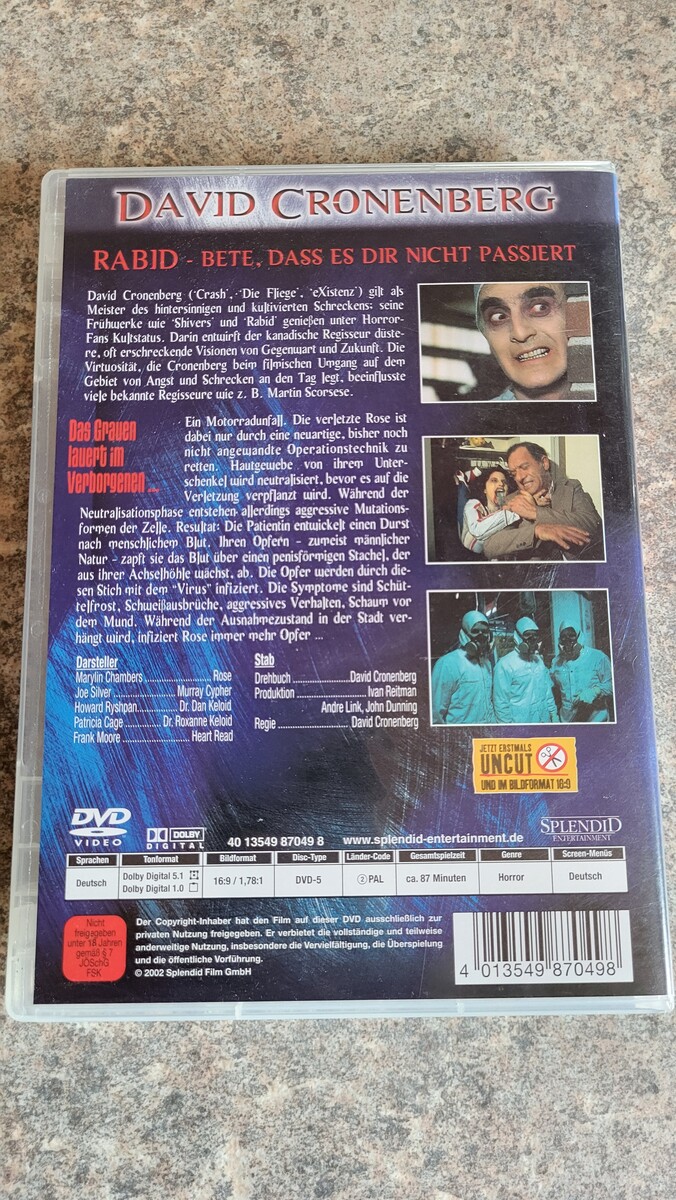 DAVID CRONENBERG
RABID - BETE, DASS ES DIR NICHT PASSIERT
David Cronenberg ('Crash', 'Die Fliege', 'eXistenz') gilt als
Meister des hintersinnigen und kultivierten Schreckens: seine
Frühwerke wie 'Shivers' und 'Rabid' genießen unter Horror-
Fans Kultstatus. Darin entwirft der kanadische Regisseur düste-
re, oft erschreckende Visionen von Gegenwart und Zukunft. Die
Virtuosität, die Cronenberg beim filmischen Umgang auf dem
Gebiet von Angst und Schrecken an den Tag legt, beeinflusste
viele bekannte Regisseure wie z. B. Martin Scorsese.
Das Grauen
lauert im
Verborgenen ...
Ein Motorradunfall. Die verletzte Rose ist
dabei nur durch eine neuartige, bisher noch
nicht angewandte Operationstechnik zu
retten. Hautgewebe von ihrem Unter-
schenkel wird neutralisiert, bevor es auf die
Verletzung verpflanzt wird. Während der
Neutralisationsphase entstehen allerdings aggressive Mutations-
formen der Zelle. Resultat: Die Patientin entwickelt einen Durst
nach menschlichem Blut. Ihren Opfern - zumeist männlicher
Natur - zapft sie das Blut über einen penisförmigen Stachel, der
aus ihrer Achselhöhle wächst, ab. Die Opfer werden durch die-
sen Stich mit dem "Virus" infiziert. Die Symptome sind Schüt-
telfrost, Schweißausbrüche, aggressives Verhalten, Schaum vor
dem Mund. Während der Ausnahmezustand in der Stadt ver-
hängt wird, infiziert Rose immer mehr Opfer ...
Darsteller
Marylin Chambers ........................ Rose
Joe Silver ........................ Murray Cypher
Howard Ryshpan ............... Dr. Dan Keloid
Patricia Cage ............. Dr. Roxanne Keloid
Frank Moore ........................ Heart Read
Stab
Drehbuch ........................ David Cronenberg
Produktion ............................ Ivan Reitman
Andre Link, John Dunning
Regie ............................ David Cronenberg
JETZT ERSTMALS
UNCUT
UND IM BILDFORMAT 16:9
DVD
VIDEO
DOLBY
DIGITAL
40 13549 87049 8
www.splendid-entertainment.de
SPLENDID
ENTERTAINMENT
Sprachen Tonformat Bildformat Disc-Type Länder-Code Gesamtspielzeit Genre Screen-Menüs
Deutsch Dolby Digital 5.1 Dolby Digital 1.0 16:9 / 1,78:1 DVD-5 2 PAL ca. 87 Minuten Horror Deutsch
Nicht
freigegeben
unter 18 Jahren
gemäß § 7
JÖSchG
FSK
Der Copyright-Inhaber hat den Film auf dieser DVD ausschließlich zur
privaten Nutzung freigegeben. Er verbietet die vollständige und teilweise
anderweitige Nutzung, insbesondere die Vervielfältigung, die Überspielung
und die öffentliche Vorführung.
© 2002 Splendid Film GmbH
4 013549 870498